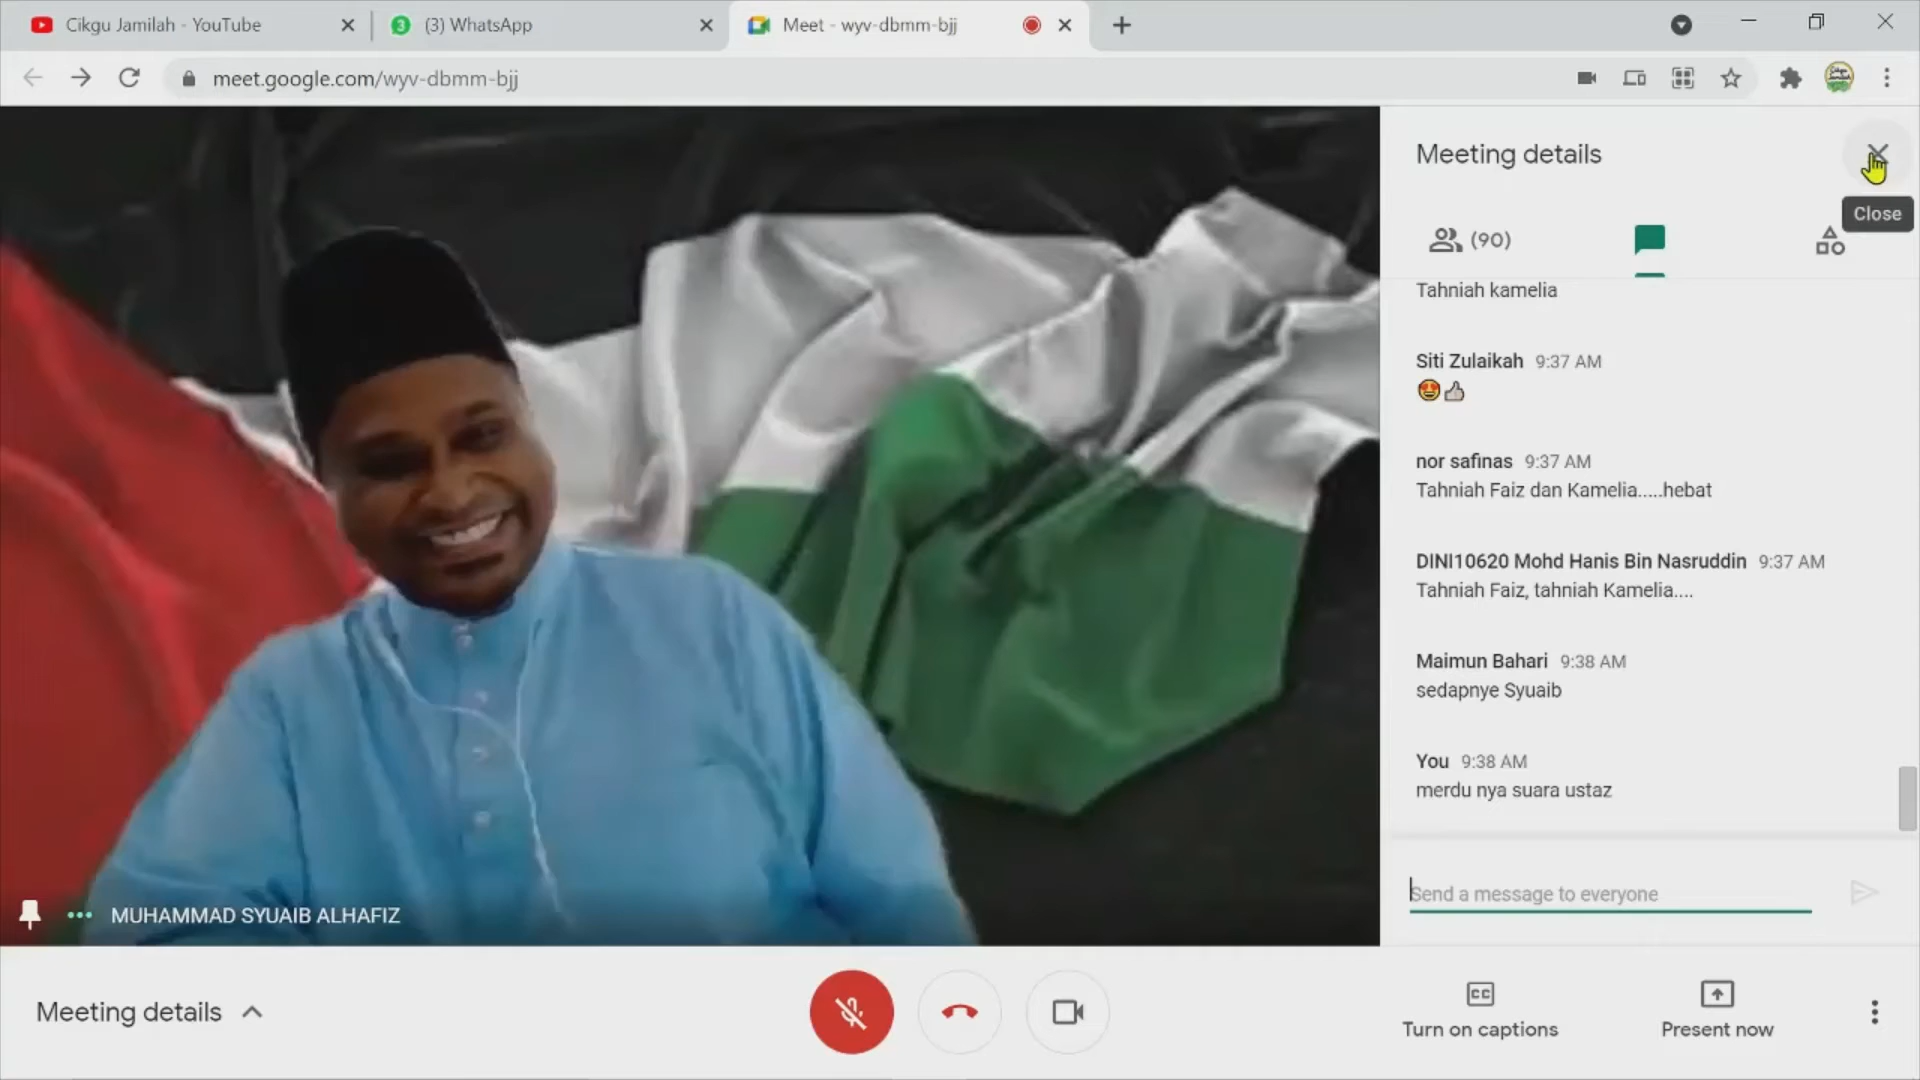 Cikgu Jamilah - YouTube
3
(3) WhatsApp
Meet - wyv-dbmm-bjj
meet.google.com/wyv-dbmm-bjj
Meeting details
Close
(90)
Tahniah kamelia
Siti Zulaikah 9:37 AM
😍👍
nor safinas 9:37 AM
Tahniah Faiz dan Kamelia.....hebat
DINI10620 Mohd Hanis Bin Nasruddin 9:37 AM
Tahniah Faiz, tahniah Kamelia....
Maimun Bahari 9:38 AM
sedapnye Syuaib
You 9:38 AM
merdu nya suara ustaz
Send a message to everyone
MUHAMMAD SYUAIB ALHAFIZ
Meeting details
CC
Turn on captions
Present now